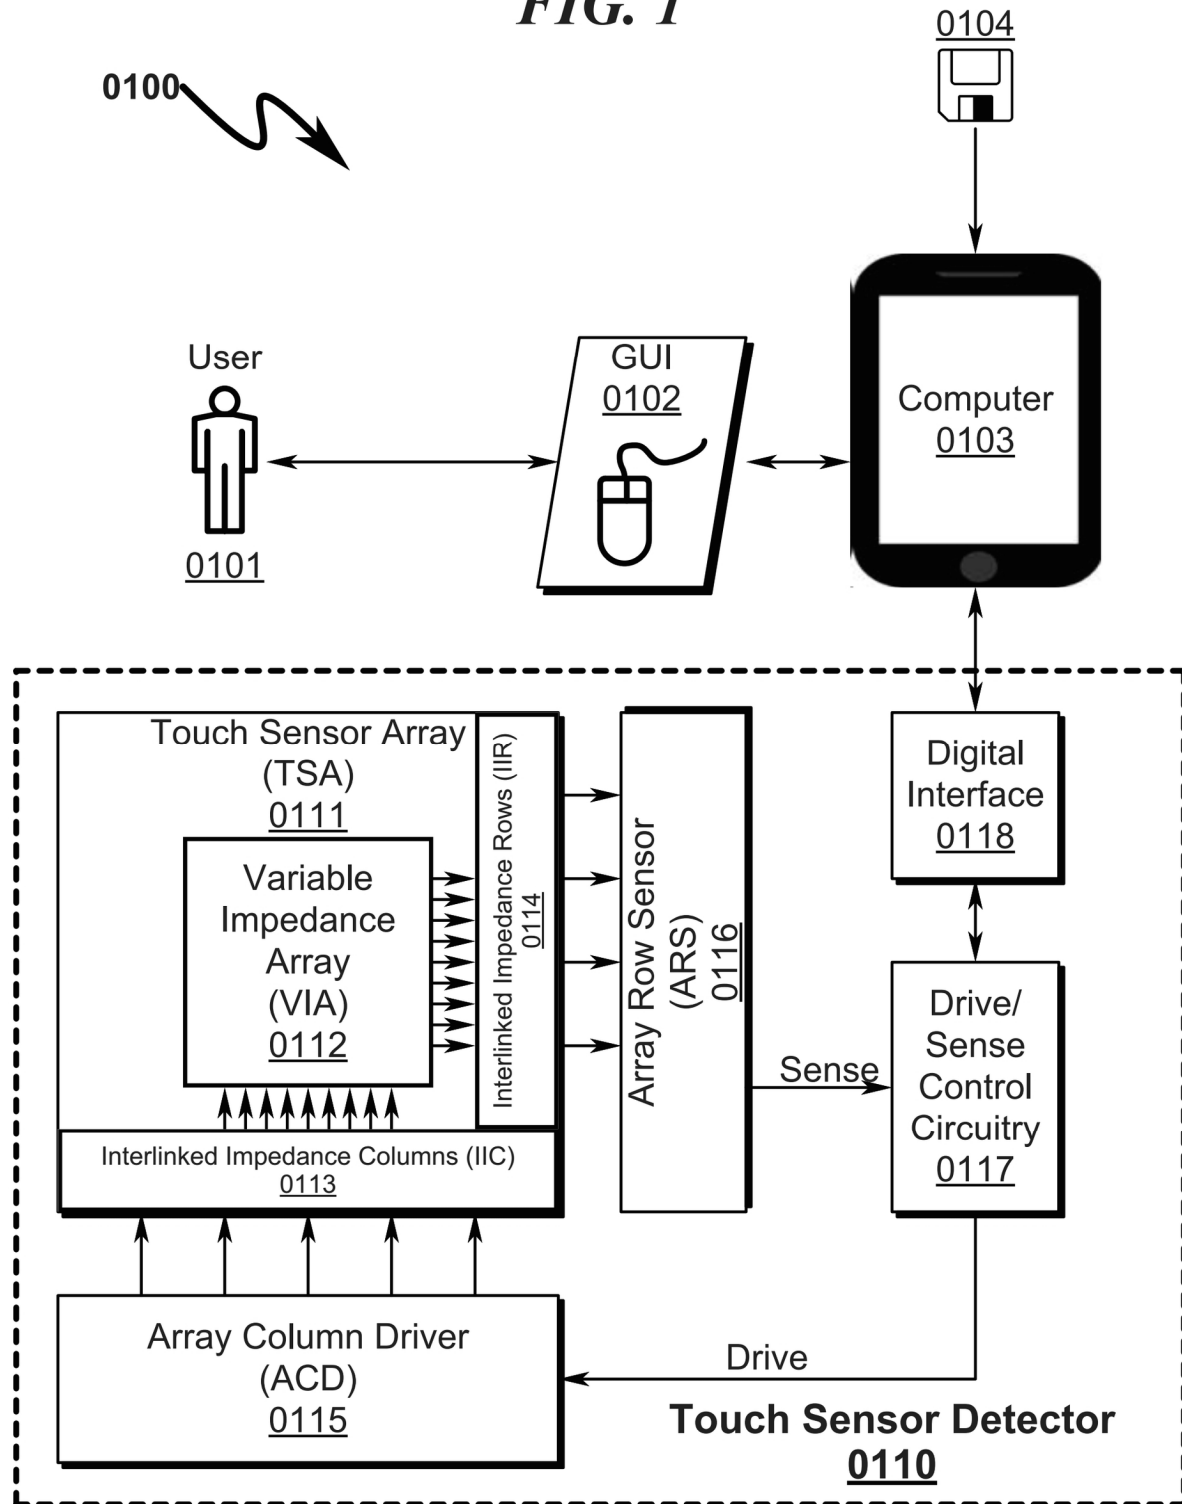 FIG. 1
0104
0100
User
GUI
0102
Computer
0103
0101
Touch Sensor Array
(TSA)
0111
Variable
Impedance
Array
(VIA)
0112
Interlinked Impedance Rows (IIR)
0114
Array Row Sensor
(ARS)
0116
Digital
Interface
0118
Sense
Drive/
Sense
Control
Circuitry
0117
Interlinked Impedance Columns (IIC)
0113
Array Column Driver
(ACD)
0115
Drive
Touch Sensor Detector
0110